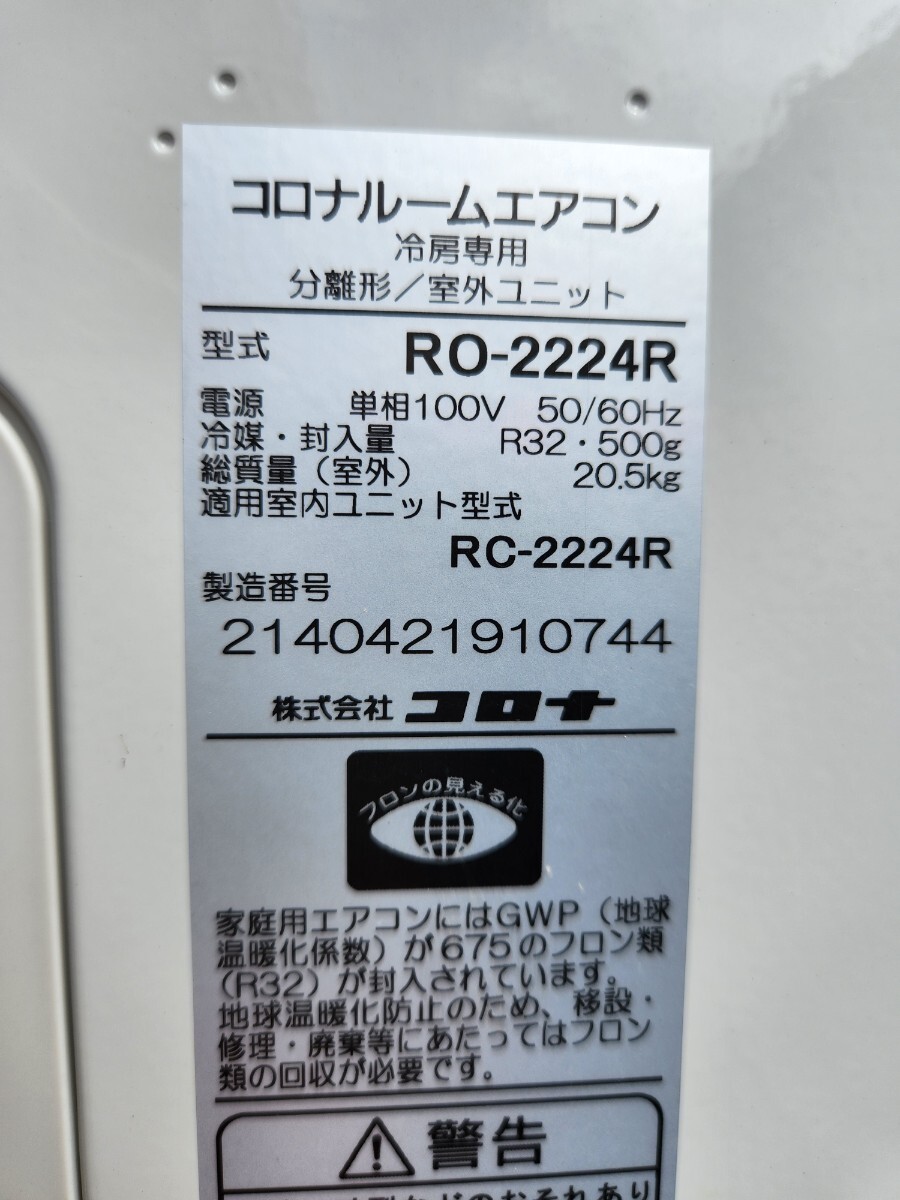 コロナルームエアコン
冷房専用
分離形／室外ユニット
型式 RO-2224R
電源 単相100V 50/60Hz
冷媒・封入量 R32・500g
総質量（室外） 20.5kg
適用室内ユニット型式
RC-2224R
製造番号
2140421910744
株式会社 コロナ
フロンの見える化
家庭用エアコンにはGWP（地球
温暖化係数）が675のフロン類
（R32）が封入されています。
地球温暖化防止のため、移設・
修理・廃棄等にあたってはフロン
類の回収が必要です。
警告
のおそれあり